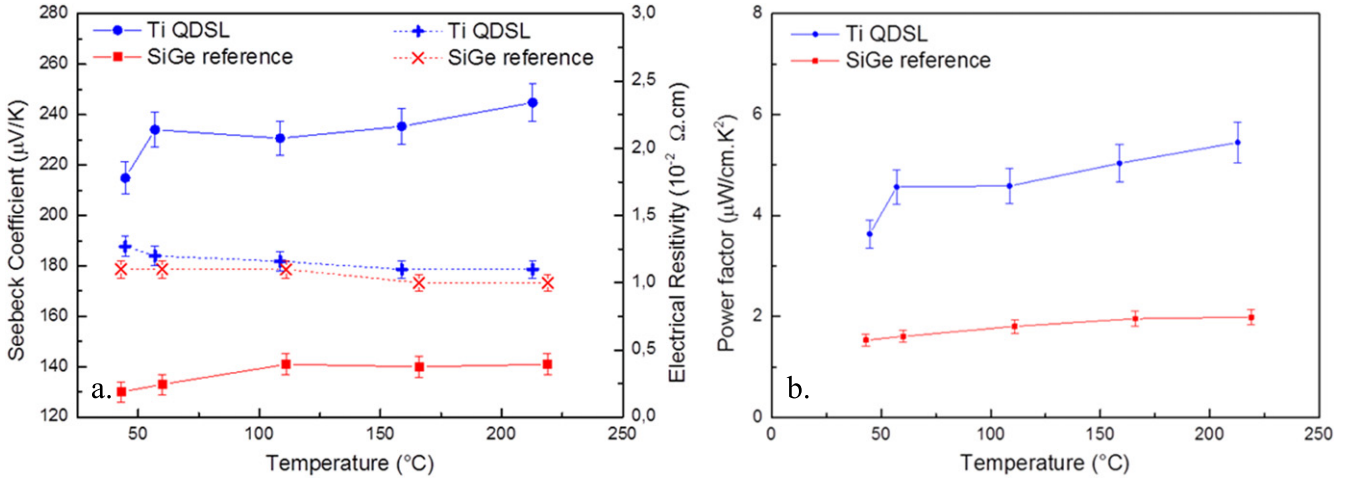 280
260
240
220
200
180
160
140
120
Seebeck Coefficient (μV/K)
Ti QDSL
SiGe reference
Ti QDSL
SiGe reference
a.
3,0
2,5
2,0
1,5
1,0
0,5
0,0
Electrical Resitivity (10⁻² Ω.cm)
50 100 150 200 250
Temperature (°C)
8
6
4
2
0
Power factor (μW/cm.K²)
Ti QDSL
SiGe reference
b.
0 50 100 150 200 250
Temperature (°C)